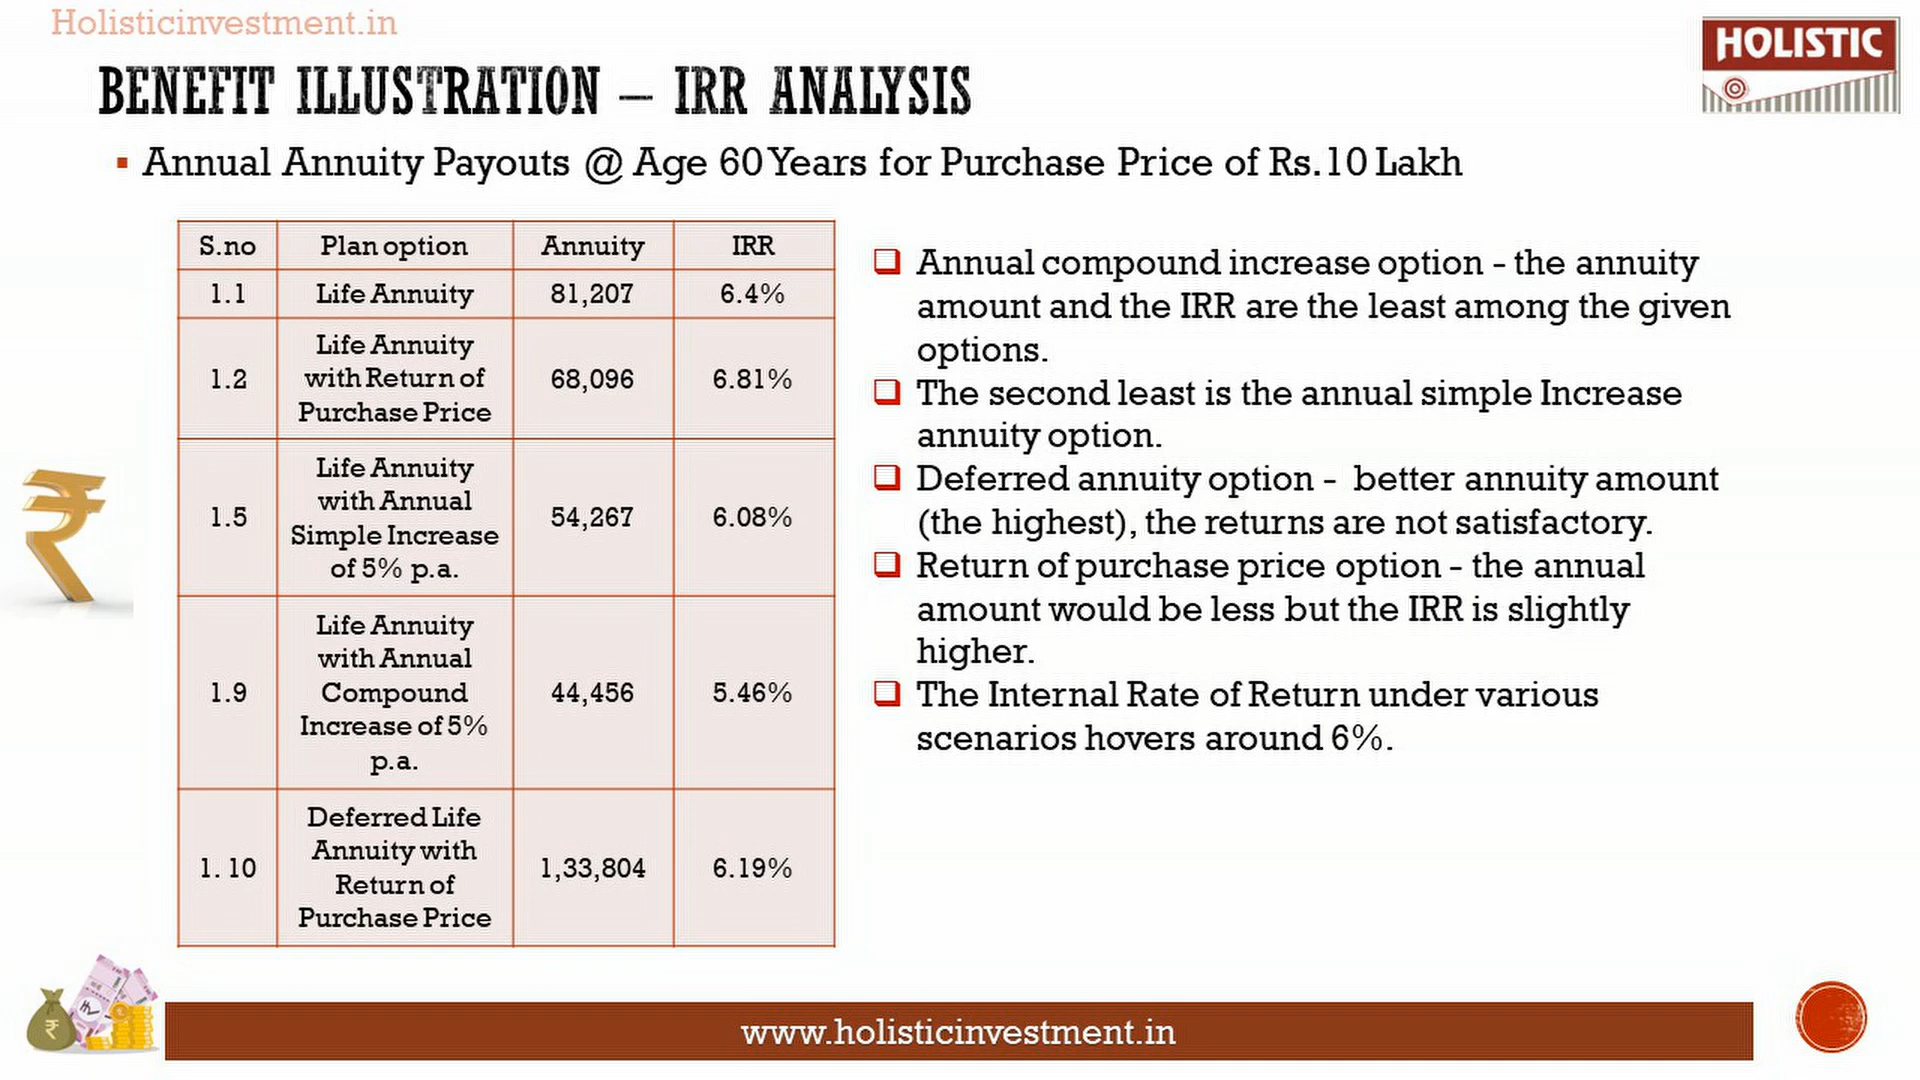 Holisticinvestment.in
HOLISTIC
BENEFIT ILLUSTRATION – IRR ANALYSIS
▪ Annual Annuity Payouts @ Age 60 Years for Purchase Price of Rs.10 Lakh
S.no Plan option Annuity IRR
1.1 Life Annuity 81,207 6.4%
Life Annuity
1.2 with Return of 68,096 6.81%
Purchase Price
Life Annuity
with Annual
1.5 Simple Increase 54,267 6.08%
of 5% p.a.
Life Annuity
with Annual
1.9 Compound 44,456 5.46%
Increase of 5%
p.a.
Deferred Life
Annuity with
1. 10 Return of 1,33,804 6.19%
Purchase Price
❑ Annual compound increase option - the annuity
amount and the IRR are the least among the given
options.
❑ The second least is the annual simple Increase
annuity option.
❑ Deferred annuity option - better annuity amount
(the highest), the returns are not satisfactory.
❑ Return of purchase price option - the annual
amount would be less but the IRR is slightly
higher.
❑ The Internal Rate of Return under various
scenarios hovers around 6%.
www.holisticinvestment.in